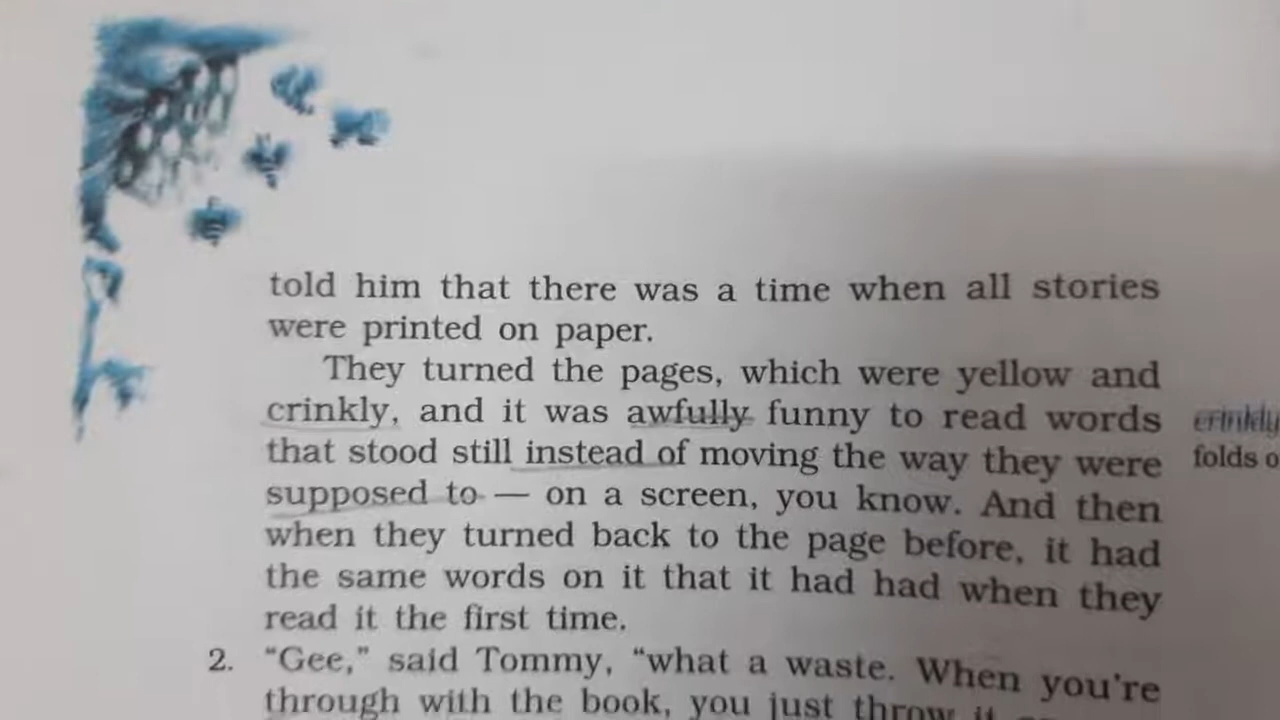 told him that there was a time when all stories
were printed on paper.
They turned the pages, which were yellow and
crinkly, and it was awfully funny to read words
that stood still instead of moving the way they were
supposed to — on a screen, you know. And then
when they turned back to the page before, it had
the same words on it that it had had when they
read it the first time.
2. “Gee,” said Tommy, “what a waste. When you're
through with the book, you just throw it
crinkly
folds